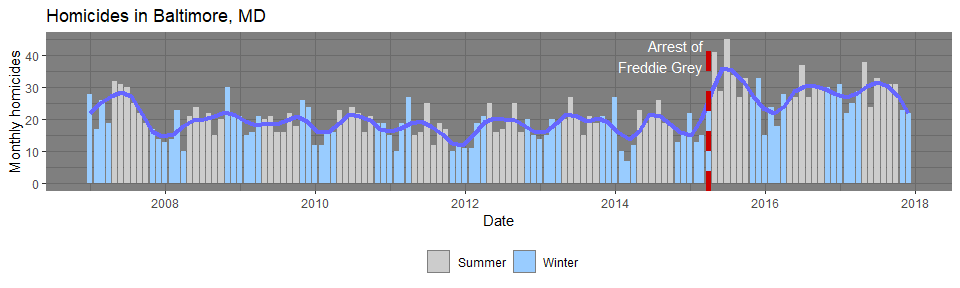 Homicides in Baltimore, MD
Monthly homicides
40
30
20
10
0
Arrest of
Freddie Grey
2008
2010
2012
2014
2016
2018
Date
Summer
Winter